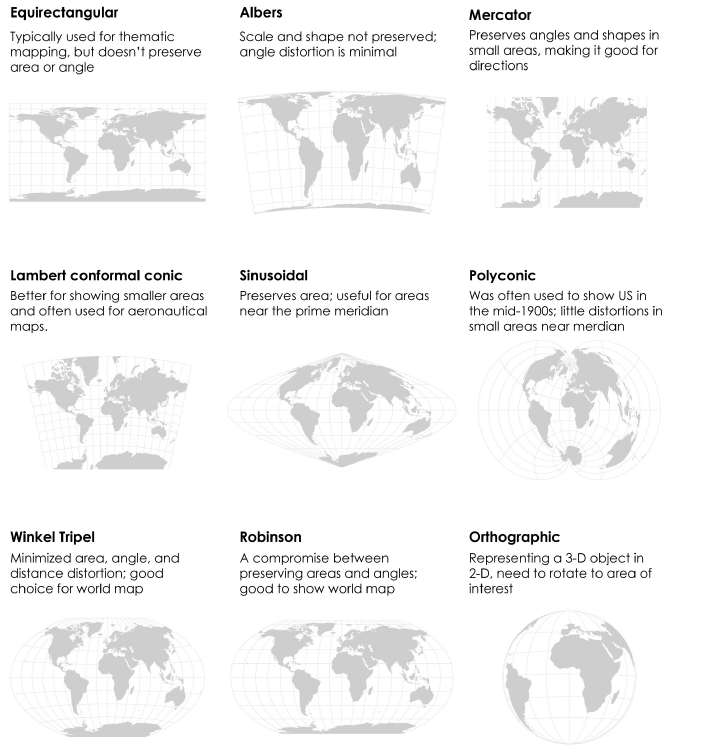 Equirectangular
Typically used for thematic
mapping, but doesn't preserve
area or angle
Albers
Scale and shape not preserved;
angle distortion is minimal
Mercator
Preserves angles and shapes in
small areas, making it good for
directions
Lambert conformal conic
Better for showing smaller areas
and often used for aeronautical
maps.
Sinusoidal
Preserves area; useful for areas
near the prime meridian
Polyconic
Was often used to show US in
the mid-1900s; little distortions in
small areas near merdian
Winkel Tripel
Minimized area, angle, and
distance distortion; good
choice for world map
Robinson
A compromise between
preserving areas and angles;
good to show world map
Orthographic
Representing a 3-D object in
2-D, need to rotate to area of
interest